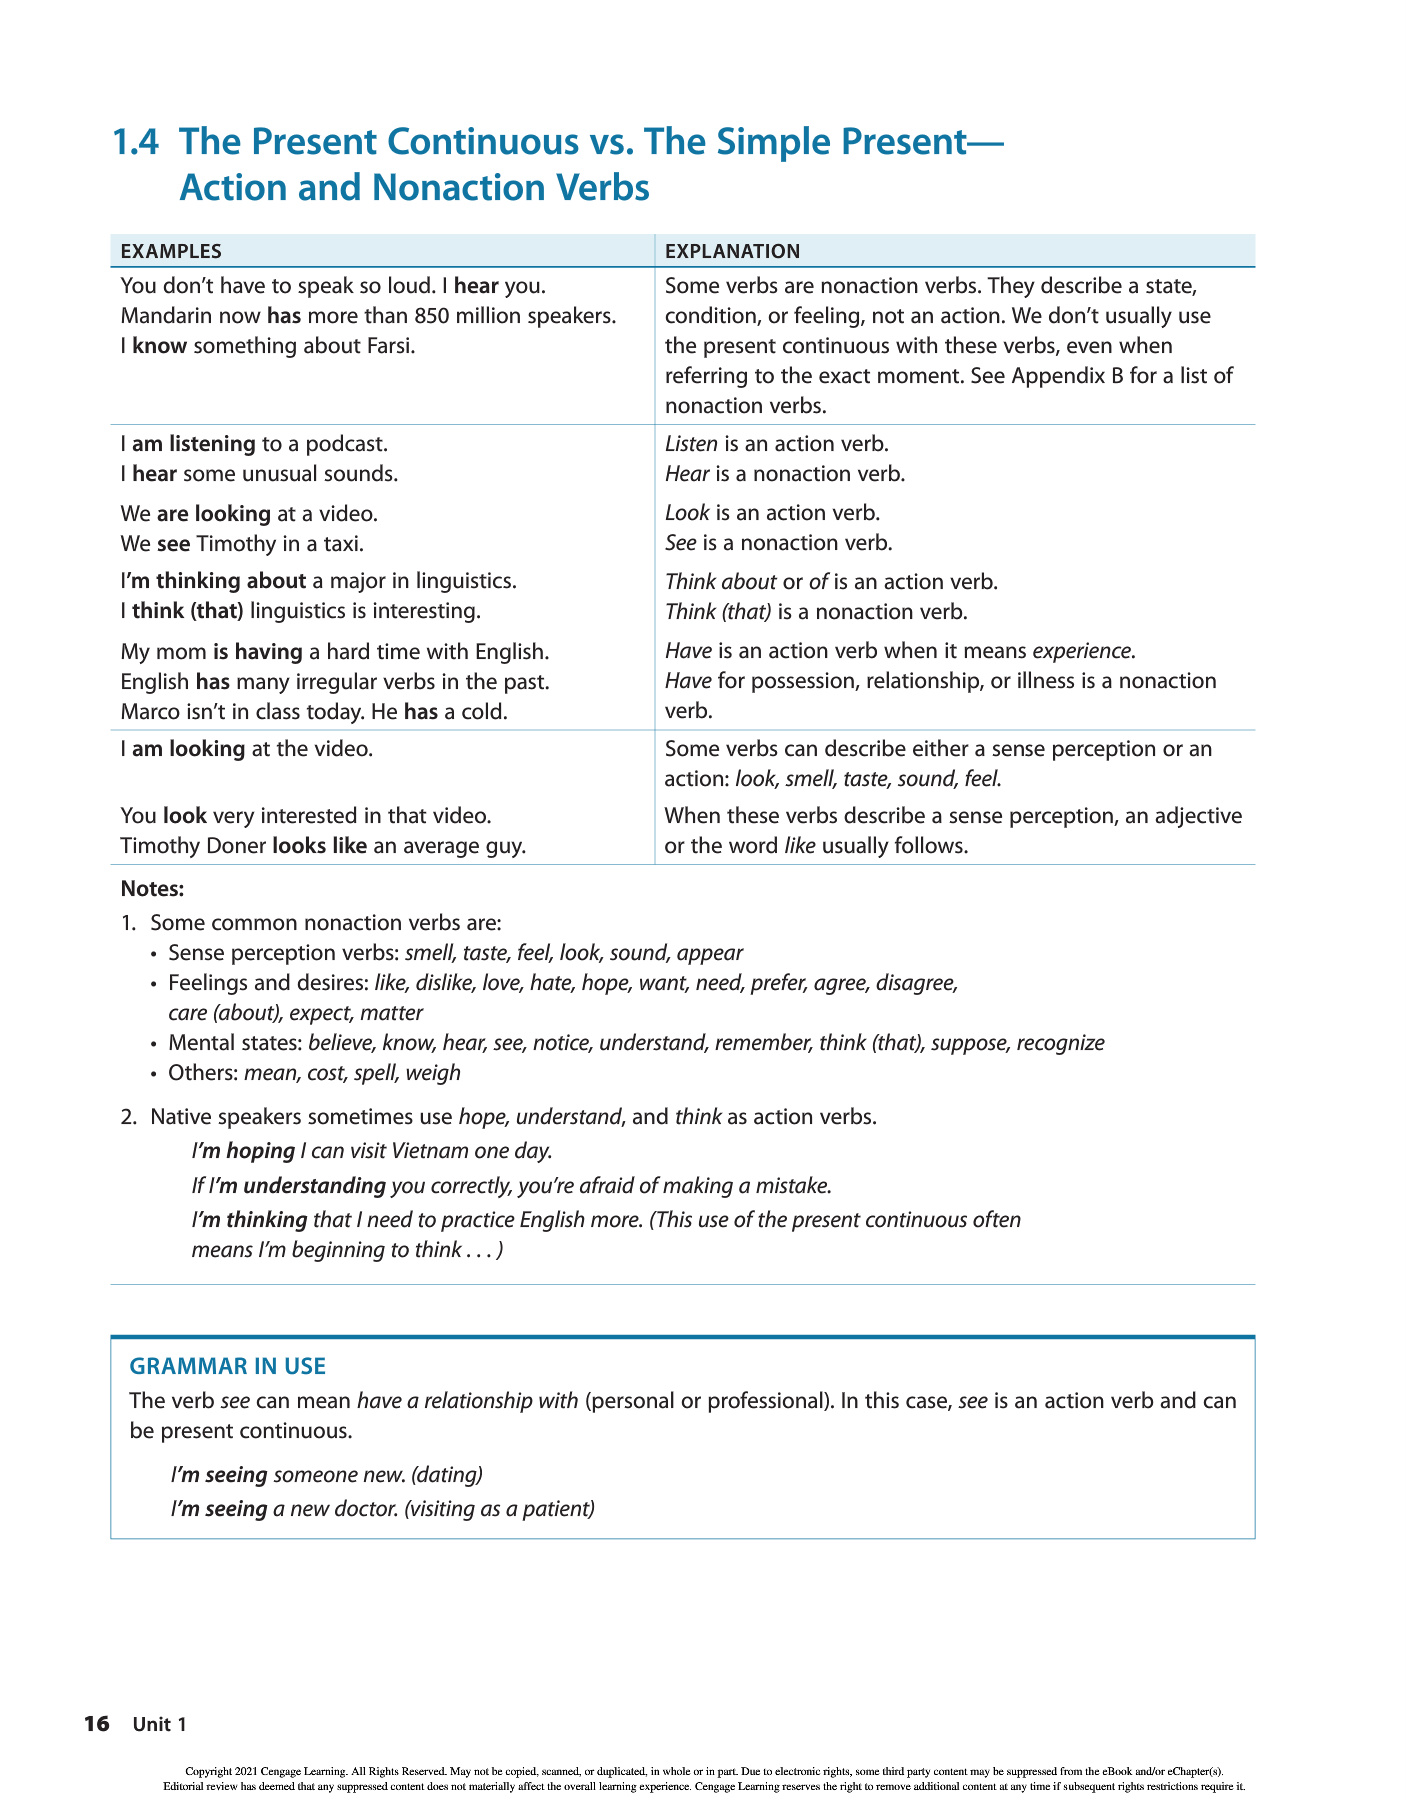 1.4 The Present Continuous vs. The Simple Present—
Action and Nonaction Verbs
EXAMPLES
EXPLANATION
You don’t have to speak so loud. I hear you.
Mandarin now has more than 850 million speakers.
I know something about Farsi.
Some verbs are nonaction verbs. They describe a state,
condition, or feeling, not an action. We don’t usually use
the present continuous with these verbs, even when
referring to the exact moment. See Appendix B for a list of
nonaction verbs.
I am listening to a podcast.
I hear some unusual sounds.
Listen is an action verb.
Hear is a nonaction verb.
We are looking at a video.
We see Timothy in a taxi.
Look is an action verb.
See is a nonaction verb.
I’m thinking about a major in linguistics.
I think (that) linguistics is interesting.
Think about or of is an action verb.
Think (that) is a nonaction verb.
My mom is having a hard time with English.
English has many irregular verbs in the past.
Marco isn’t in class today. He has a cold.
Have is an action verb when it means experience.
Have for possession, relationship, or illness is a nonaction
verb.
I am looking at the video.
Some verbs can describe either a sense perception or an
action: look, smell, taste, sound, feel.
You look very interested in that video.
Timothy Doner looks like an average guy.
When these verbs describe a sense perception, an adjective
or the word like usually follows.
Notes:
1. Some common nonaction verbs are:
• Sense perception verbs: smell, taste, feel, look, sound, appear
• Feelings and desires: like, dislike, love, hate, hope, want, need, prefer, agree, disagree,
care (about), expect, matter
• Mental states: believe, know, hear, see, notice, understand, remember, think (that), suppose, recognize
• Others: mean, cost, spell, weigh
2. Native speakers sometimes use hope, understand, and think as action verbs.
I’m hoping I can visit Vietnam one day.
If I’m understanding you correctly, you’re afraid of making a mistake.
I’m thinking that I need to practice English more. (This use of the present continuous often
means I’m beginning to think . . . )
GRAMMAR IN USE
The verb see can mean have a relationship with (personal or professional). In this case, see is an action verb and can
be present continuous.
I’m seeing someone new. (dating)
I’m seeing a new doctor. (visiting as a patient)
16 Unit 1
Copyright 2021 Cengage Learning. All Rights Reserved. May not be copied, scanned, or duplicated, in whole or in part. Due to electronic rights, some third party content may be suppressed from the eBook and/or eChapter(s).
Editorial review has deemed that any suppressed content does not materially affect the overall learning experience. Cengage Learning reserves the right to remove additional content at any time if subsequent rights restrictions require it.